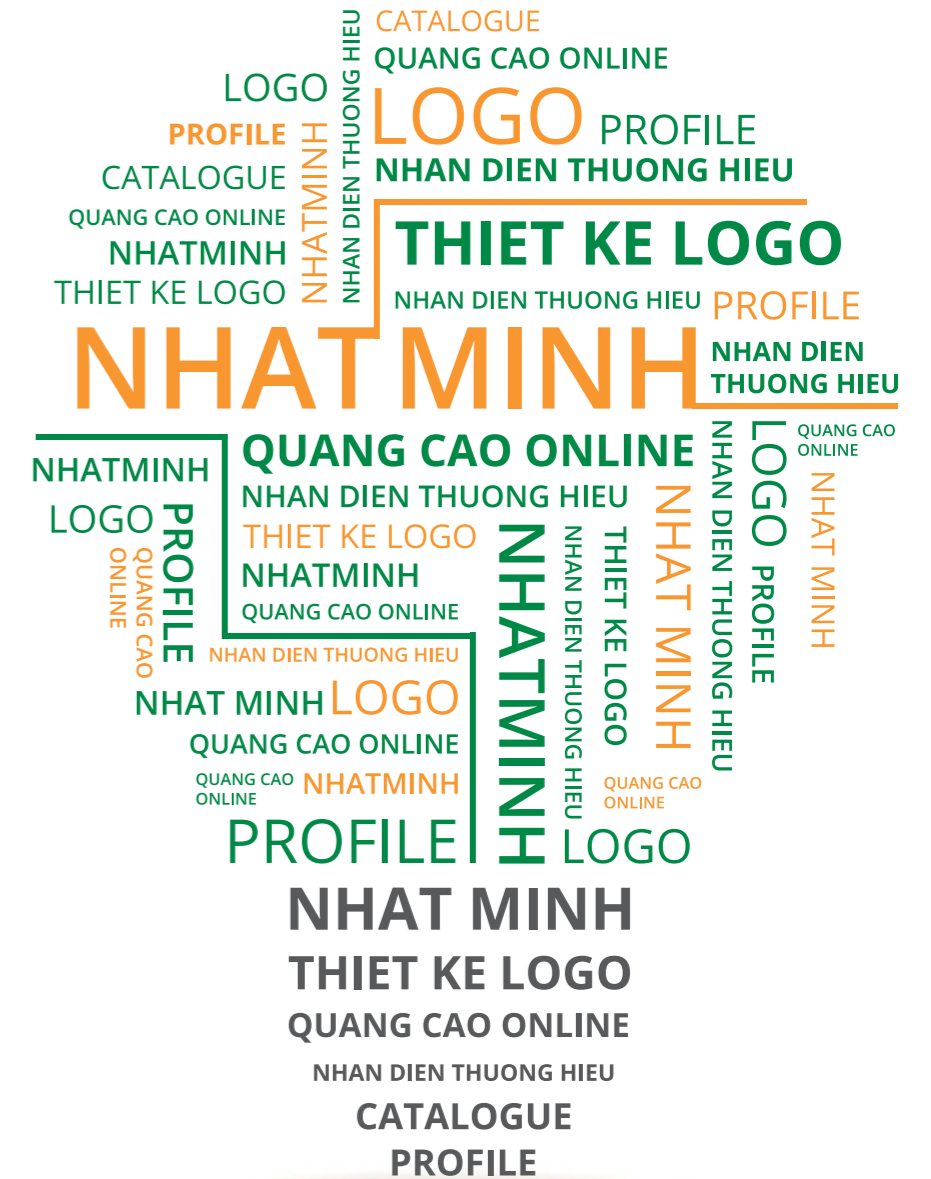 CATALOGUE
QUANG CAO ONLINE
LOGO
NHAN DIEN THUONG HIEU
LOGO
PROFILE
PROFILE
NHATMINH
CATALOGUE
NHAN DIEN THUONG HIEU
QUANG CAO ONLINE
NHATMINH
THIET KE LOGO
THIET KE LOGO
NHAN DIEN THUONG HIEU
PROFILE
NHATMINH
NHAN DIEN
THUONG HIEU
QUANG CAO ONLINE
NHATMINH
NHAN DIEN THUONG HIEU
LOGO
PROFILE
QUANG CAO
ONLINE
THIET KE LOGO
NHATMINH
QUANG CAO ONLINE
NHATMINH
NHAN DIEN THUONG HIEU
THIET KE LOGO
NHAT MINH
NHAN DIEN THUONG HIEU
LOGO
PROFILE
QUANG CAO
ONLINE
NHAT MINH
NHAN DIEN THUONG HIEU
NHAT MINH
LOGO
QUANG CAO ONLINE
QUANG CAO
ONLINE
NHATMINH
QUANG CAO
ONLINE
PROFILE
LOGO
NHAT MINH
THIET KE LOGO
QUANG CAO ONLINE
NHAN DIEN THUONG HIEU
CATALOGUE
PROFILE